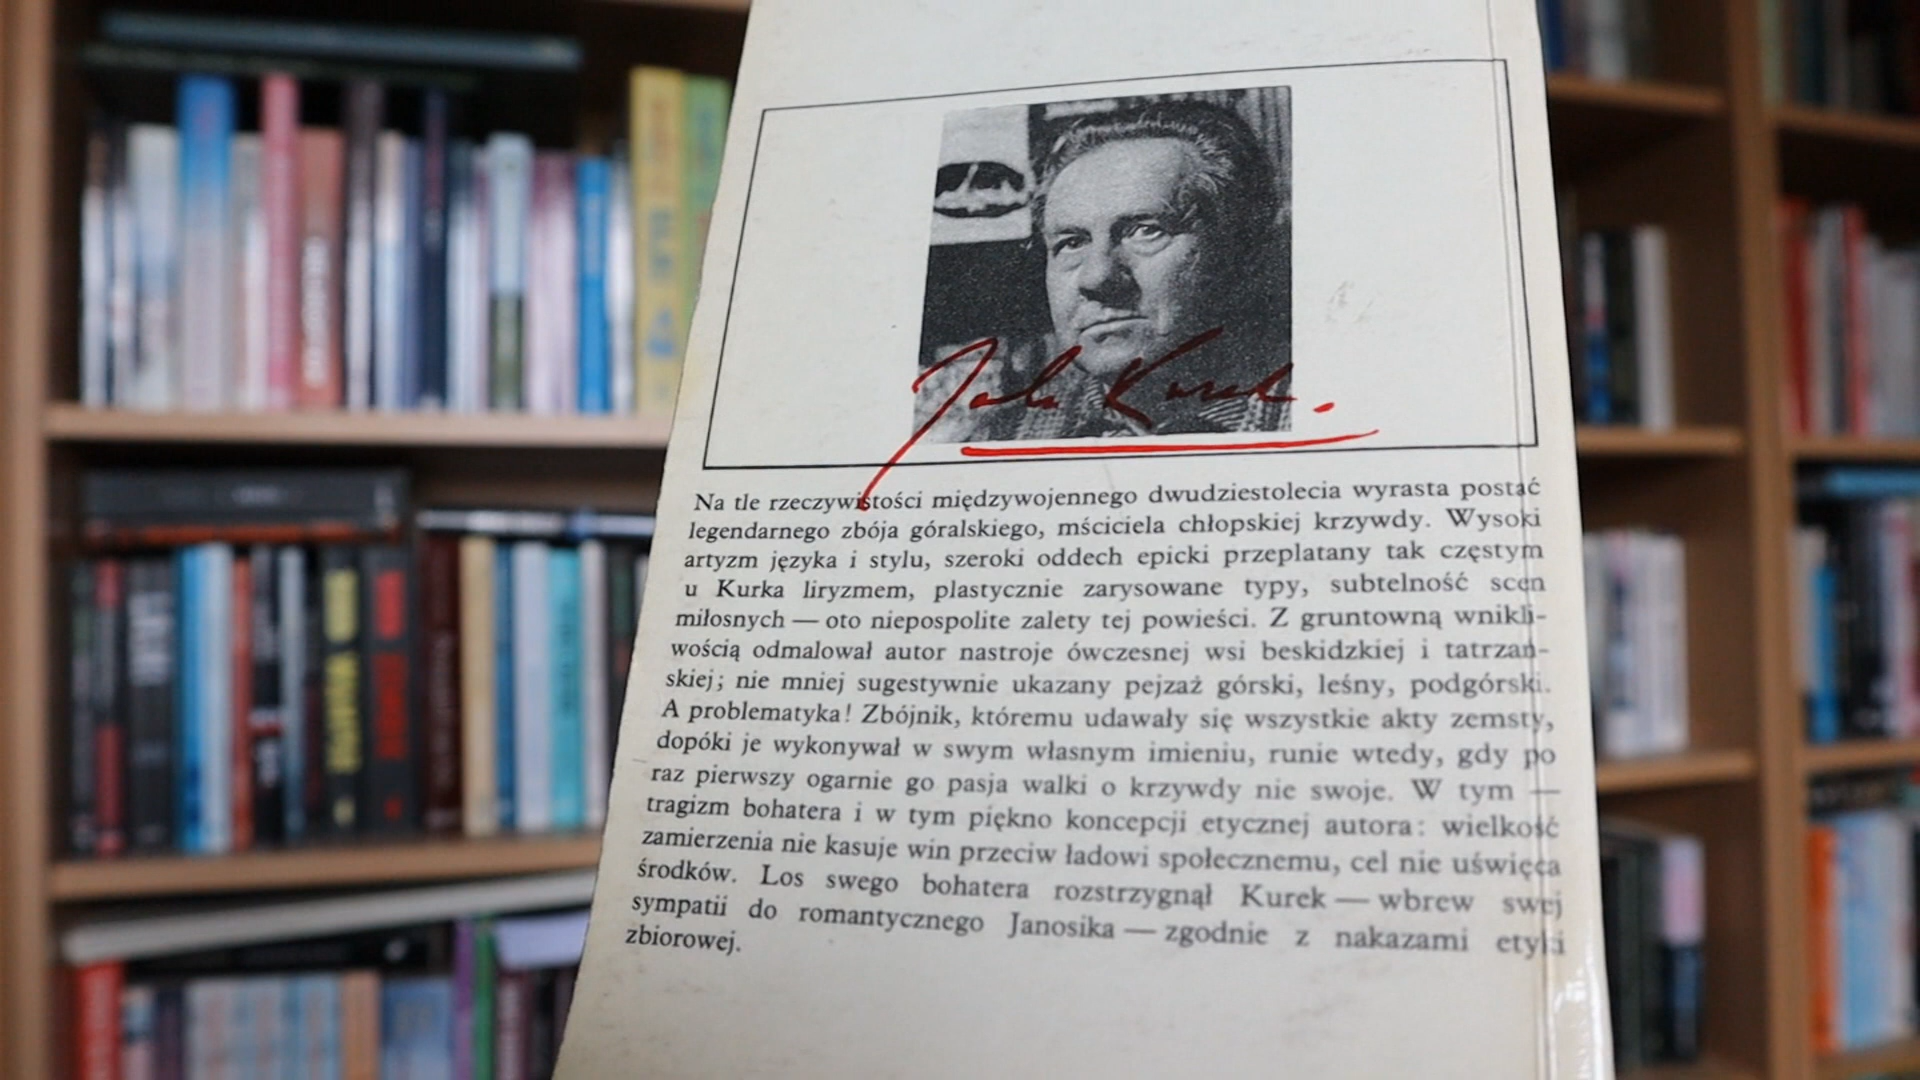 Jalu Kurek.
Na tle rzeczywistości międzywojennego dwudziestolecia wyrasta postać
legendarnego zbója góralskiego, mściciela chłopskiej krzywdy. Wysoki
artyzm języka i stylu, szeroki oddech epicki przeplatany tak częstym
u Kurka liryzmem, plastycznie zarysowane typy, subtelność scen
miłosnych — oto niepospolite zalety tej powieści. Z gruntowną wnikli-
wością odmalował autor nastroje ówczesnej wsi beskidzkiej i tatrzań-
skiej; nie mniej sugestywnie ukazany pejzaż górski, leśny, podgórski.
A problematyka! Zbójnik, któremu udawały się wszystkie akty zemsty,
dopóki je wykonywał w swym własnym imieniu, runie wtedy, gdy po
raz pierwszy ogarnie go pasja walki o krzywdy nie swoje. W tym —
tragizm bohatera i w tym piękno koncepcji etycznej autora: wielkość
zamierzenia nie kasuje win przeciw ładowi społecznemu, cel nie uświęca
środków. Los swego bohatera rozstrzygnął Kurek — wbrew swej
sympatii do romantycznego Janosika — zgodnie z nakazami etyki
zbiorowej.